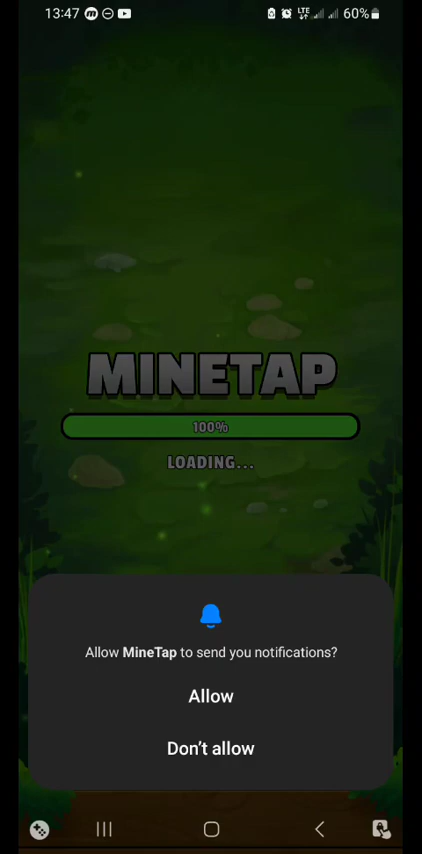 13:47 LTE 60%
MINETAP
100%
LOADING...
Allow MineTap to send you notifications?
Allow
Don't allow